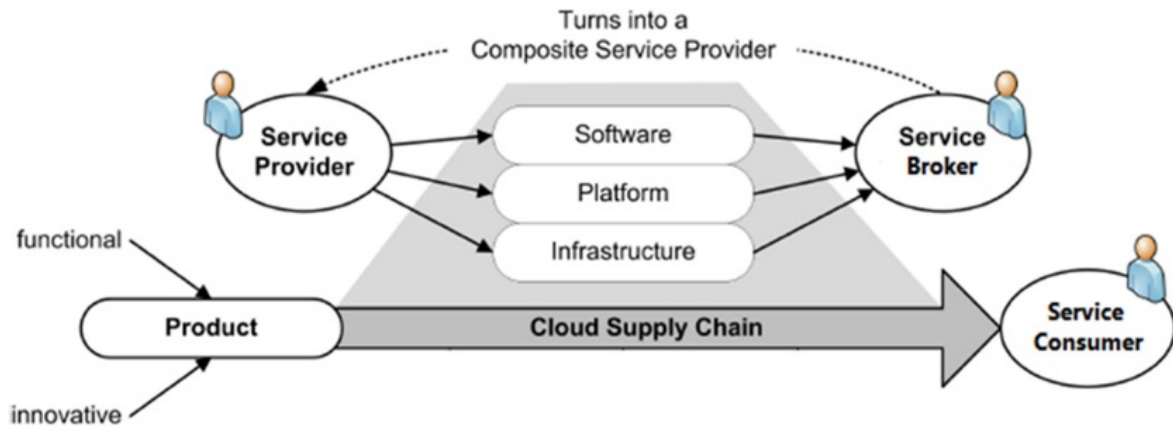 Turns into a
Composite Service Provider
Service
Provider
Software
Platform
Infrastructure
Service
Broker
functional
Product
innovative
Cloud Supply Chain
Service
Consumer